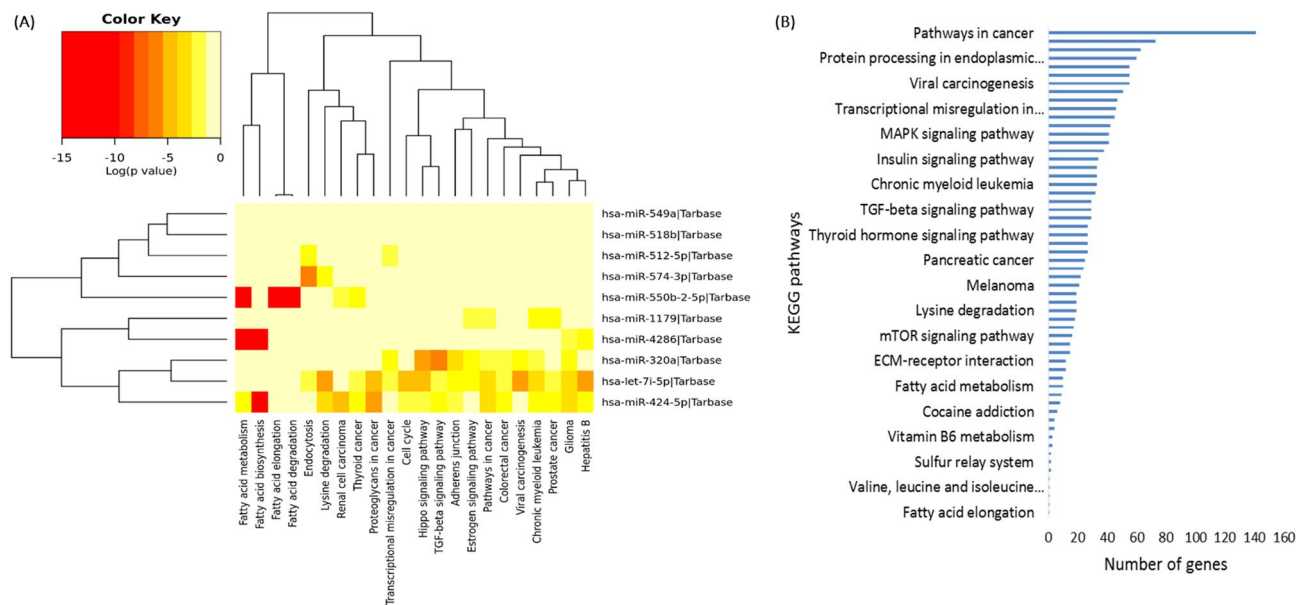 (A)
Color Key
-15 -10 -5 0
Log(p value)
hsa-miR-549a|Tarbase
hsa-miR-518b|Tarbase
hsa-miR-512-5p|Tarbase
hsa-miR-574-3p|Tarbase
hsa-miR-550b-2-5p|Tarbase
hsa-miR-1179|Tarbase
hsa-miR-4286|Tarbase
hsa-miR-320a|Tarbase
hsa-let-7i-5p|Tarbase
hsa-miR-424-5p|Tarbase
Fatty acid metabolism
Fatty acid biosynthesis
Fatty acid elongation
Fatty acid degradation
Endocytosis
Lysine degradation
Renal cell carcinoma
Thyroid cancer
Proteoglycans in cancer
Transcriptional misregulation in cancer
Cell cycle
Hippo signaling pathway
TGF-beta signaling pathway
Adherens junction
Estrogen signaling pathway
Pathways in cancer
Colorectal cancer
Viral carcinogenesis
Chronic myeloid leukemia
Prostate cancer
Glioma
Hepatitis B
(B)
KEGG pathways
Pathways in cancer
Protein processing in endoplasmic...
Viral carcinogenesis
Transcriptional misregulation in...
MAPK signaling pathway
Insulin signaling pathway
Chronic myeloid leukemia
TGF-beta signaling pathway
Thyroid hormone signaling pathway
Pancreatic cancer
Melanoma
Lysine degradation
mTOR signaling pathway
ECM-receptor interaction
Fatty acid metabolism
Cocaine addiction
Vitamin B6 metabolism
Sulfur relay system
Valine, leucine and isoleucine...
Fatty acid elongation
0 20 40 60 80 100 120 140 160
Number of genes